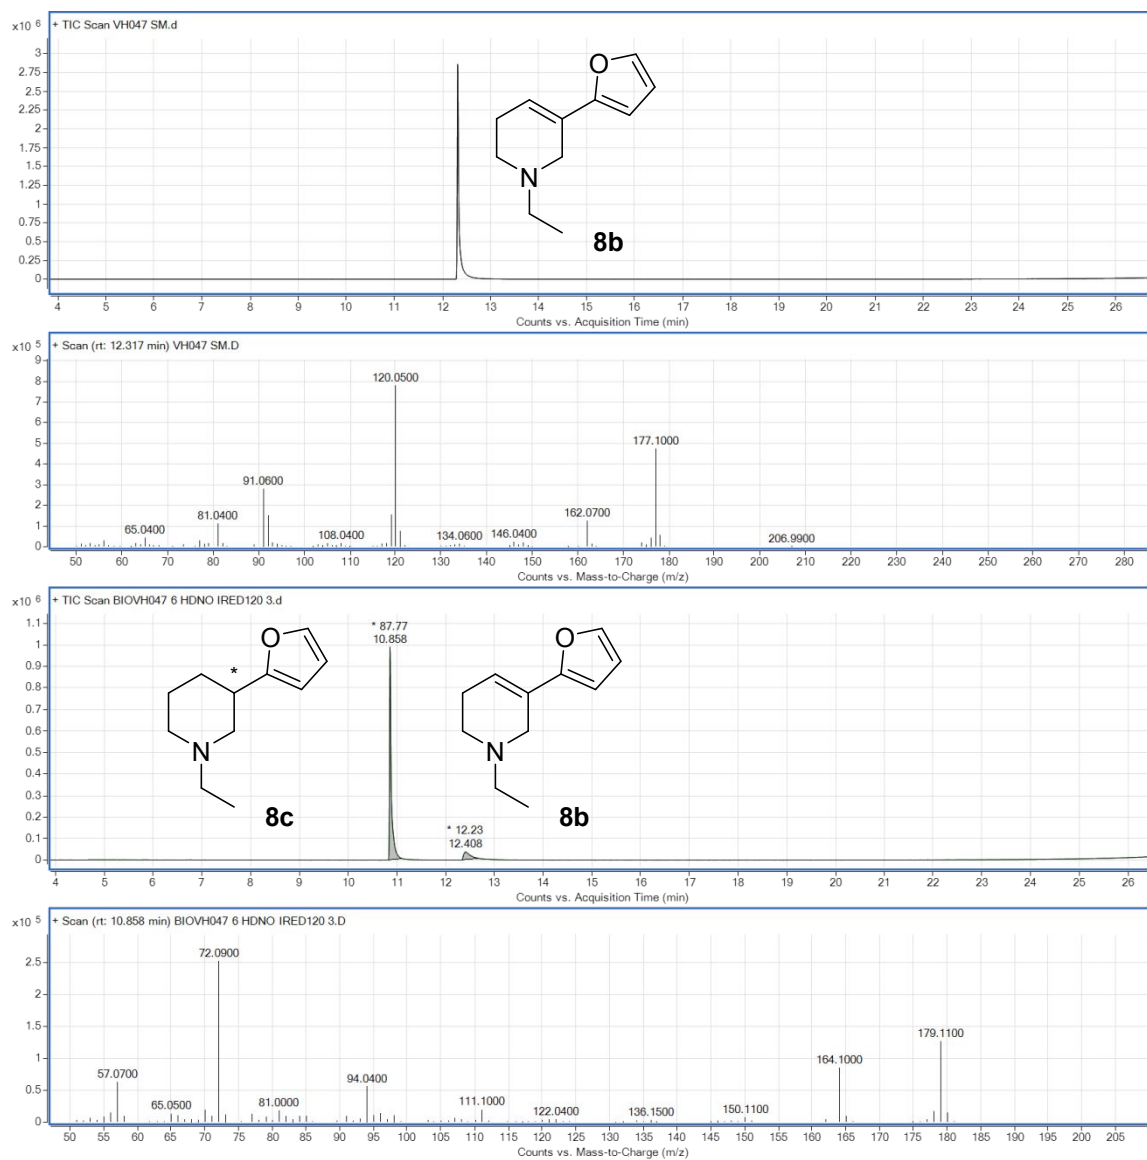 + TIC Scan VH047 SM.d
x10 6
3
2.75
2.5
2.25
2
1.75
1.5
1.25
1
0.75
0.5
0.25
0
O
N
8b
4 5 6 7 8 9 10 11 12 13 14 15 16 17 18 19 20 21 22 23 24 25 26
Counts vs. Acquisition Time (min)
+ Scan (rt: 12.317 min) VH047 SM.D
x10 5
9
8
7
6
5
4
3
2
1
0
120.0500
177.1000
91.0600
81.0400
65.0400
108.0400
134.0600
146.0400
162.0700
206.9900
50 60 70 80 90 100 110 120 130 140 150 160 170 180 190 200 210 220 230 240 250 260 270 280
Counts vs. Mass-to-Charge (m/z)
+ TIC Scan BIOVH047 6 HDNO IRED120 3.d
x10 6
1.1
1
0.9
0.8
0.7
0.6
0.5
0.4
0.3
0.2
0.1
0
O
*
N
8c
* 87.77
10.858
O
N
8b
* 12.23
12.408
4 5 6 7 8 9 10 11 12 13 14 15 16 17 18 19 20 21 22 23 24 25 26
Counts vs. Acquisition Time (min)
+ Scan (rt: 10.858 min) BIOVH047 6 HDNO IRED120 3.D
x10 5
2.5
2
1.5
1
0.5
0
72.0900
179.1100
164.1000
57.0700
94.0400
65.0500
81.0000
111.1000
122.0400
136.1500
150.1100
50 55 60 65 70 75 80 85 90 95 100 105 110 115 120 125 130 135 140 145 150 155 160 165 170 175 180 185 190 195 200 205
Counts vs. Mass-to-Charge (m/z)